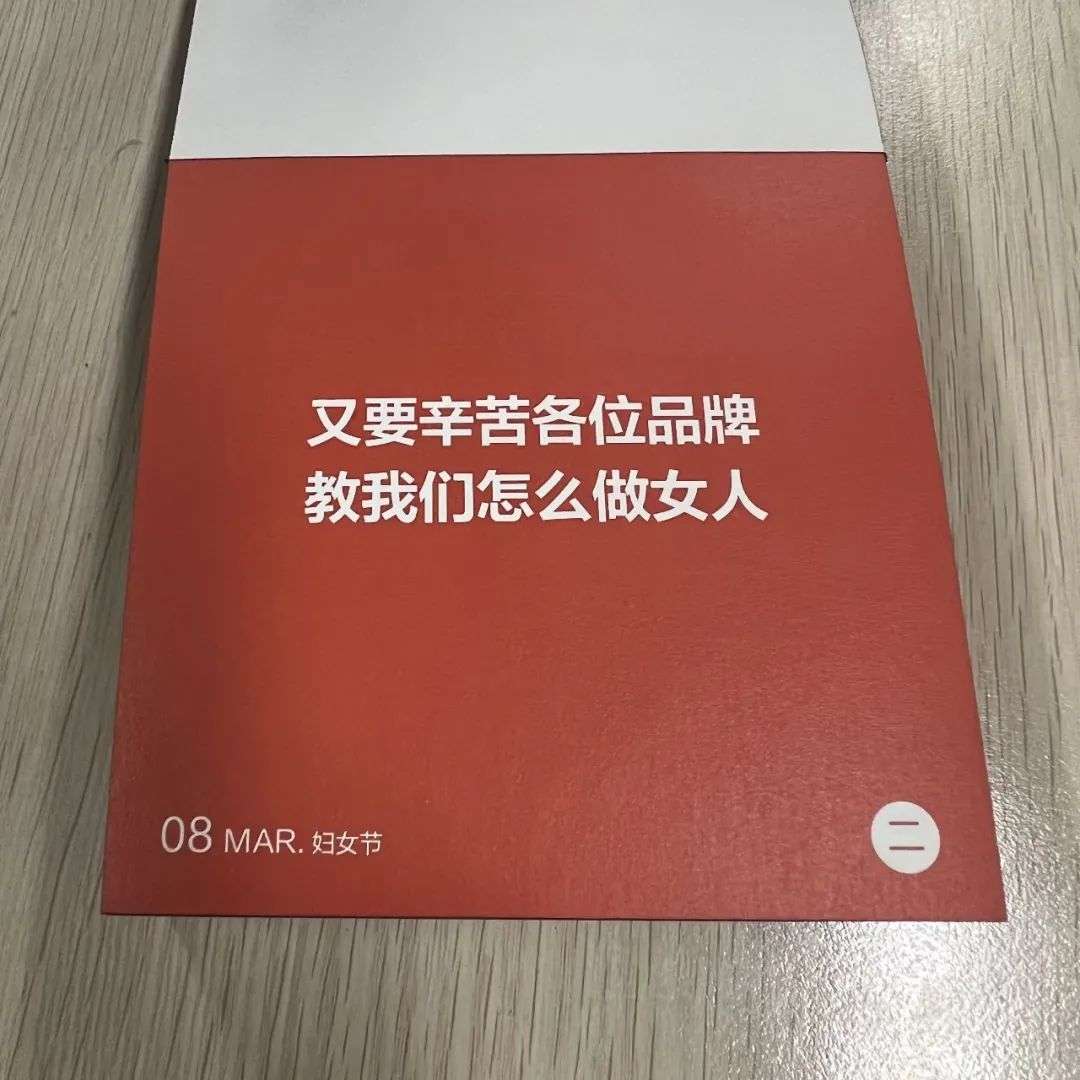 又要辛苦各位品牌
教我们怎么做女人
08 MAR. 妇女节
二